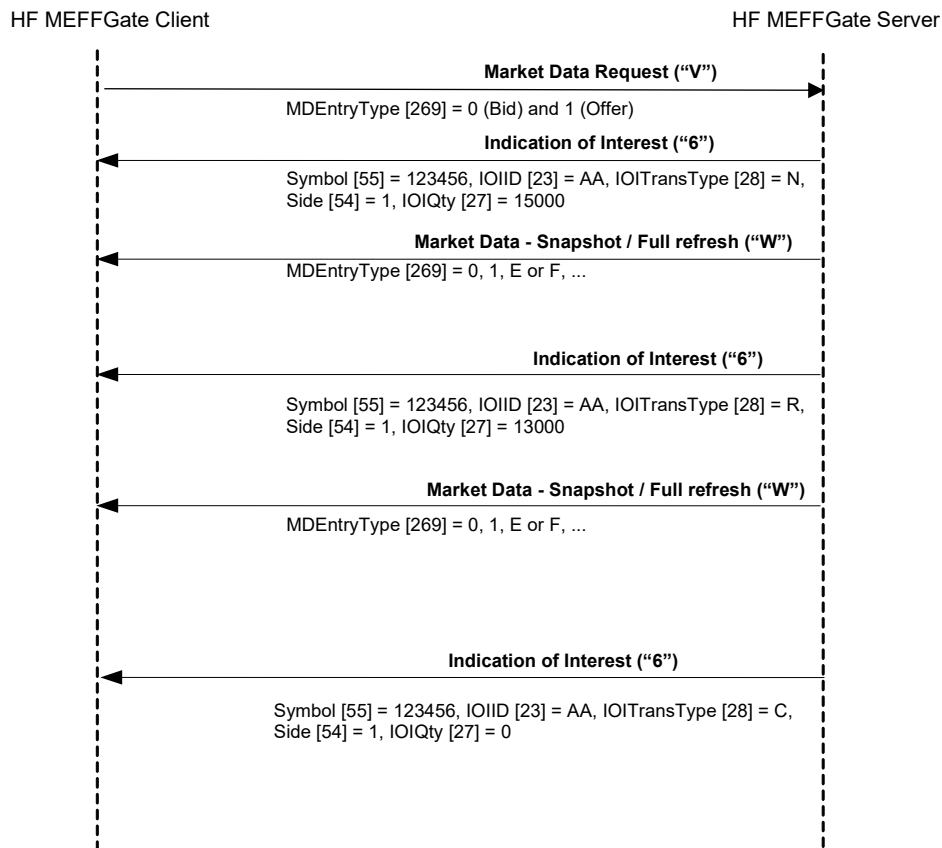 HF MEFFGate Client
HF MEFFGate Server
Market Data Request (“V”)
MDEntryType [269] = 0 (Bid) and 1 (Offer)
Indication of Interest (“6”)
Symbol [55] = 123456, IOIID [23] = AA, IOITransType [28] = N,
Side [54] = 1, IOIQty [27] = 15000
Market Data - Snapshot / Full refresh (“W”)
MDEntryType [269] = 0, 1, E or F, ...
Indication of Interest (“6”)
Symbol [55] = 123456, IOIID [23] = AA, IOITransType [28] = R,
Side [54] = 1, IOIQty [27] = 13000
Market Data - Snapshot / Full refresh (“W”)
MDEntryType [269] = 0, 1, E or F, ...
Indication of Interest (“6”)
Symbol [55] = 123456, IOIID [23] = AA, IOITransType [28] = C,
Side [54] = 1, IOIQty [27] = 0